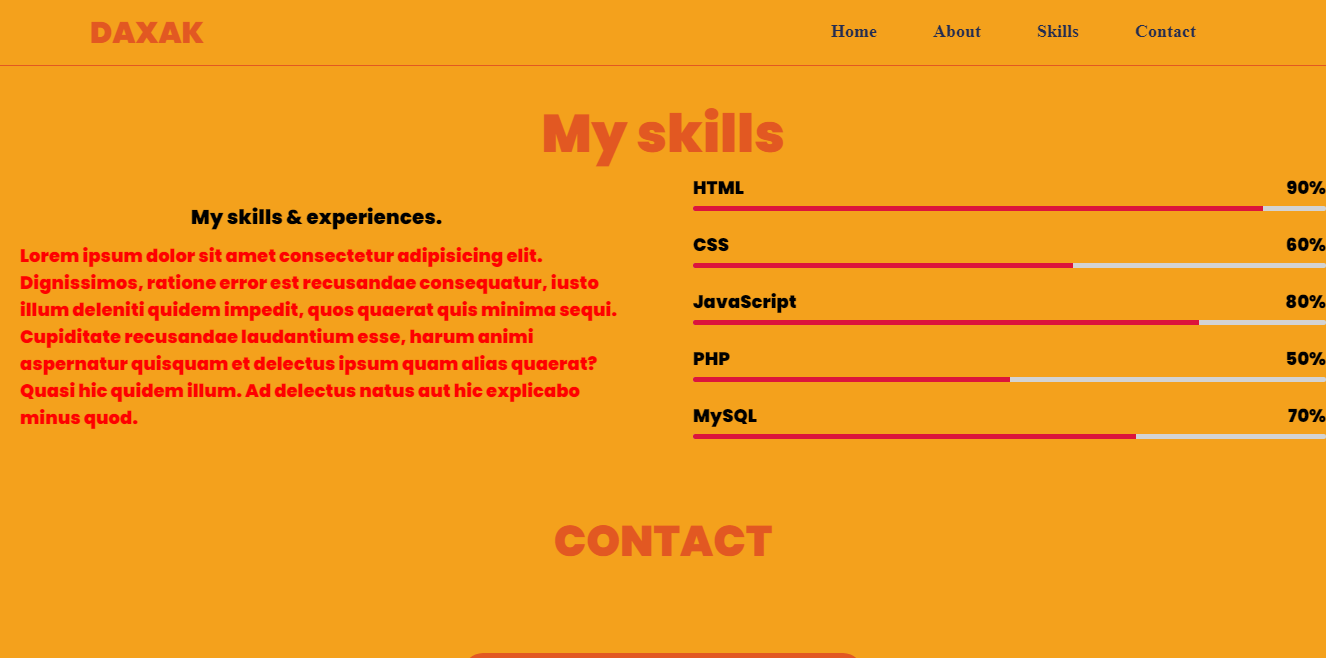 DAXAK
Home About Skills Contact
My skills
My skills & experiences.
Lorem ipsum dolor sit amet consectetur adipisicing elit.
Dignissimos, ratione error est recusandae consequatur, iusto
illum deleniti quidem impedit, quos quaerat quis minima sequi.
Cupiditate recusandae laudantium esse, harum animi
aspernatur quisquam et delectus ipsum quam alias quaerat?
Quasi hic quidem illum. Ad delectus natus aut hic explicabo
minus quod.
HTML 90%
CSS 60%
JavaScript 80%
PHP 50%
MySQL 70%
CONTACT